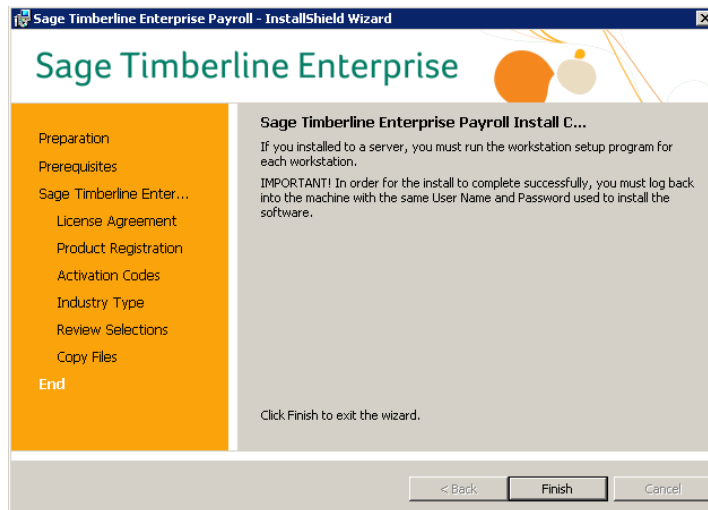 Sage Timberline Enterprise Payroll - InstallShield Wizard
Sage Timberline Enterprise
Preparation
Prerequisites
Sage Timberline Enter...
License Agreement
Product Registration
Activation Codes
Industry Type
Review Selections
Copy Files
End
Sage Timberline Enterprise Payroll Install C...
If you installed to a server, you must run the workstation setup program for
each workstation.
IMPORTANT! In order for the install to complete successfully, you must log back
into the machine with the same User Name and Password used to install the
software.
Click Finish to exit the wizard.
< Back
Finish
Cancel